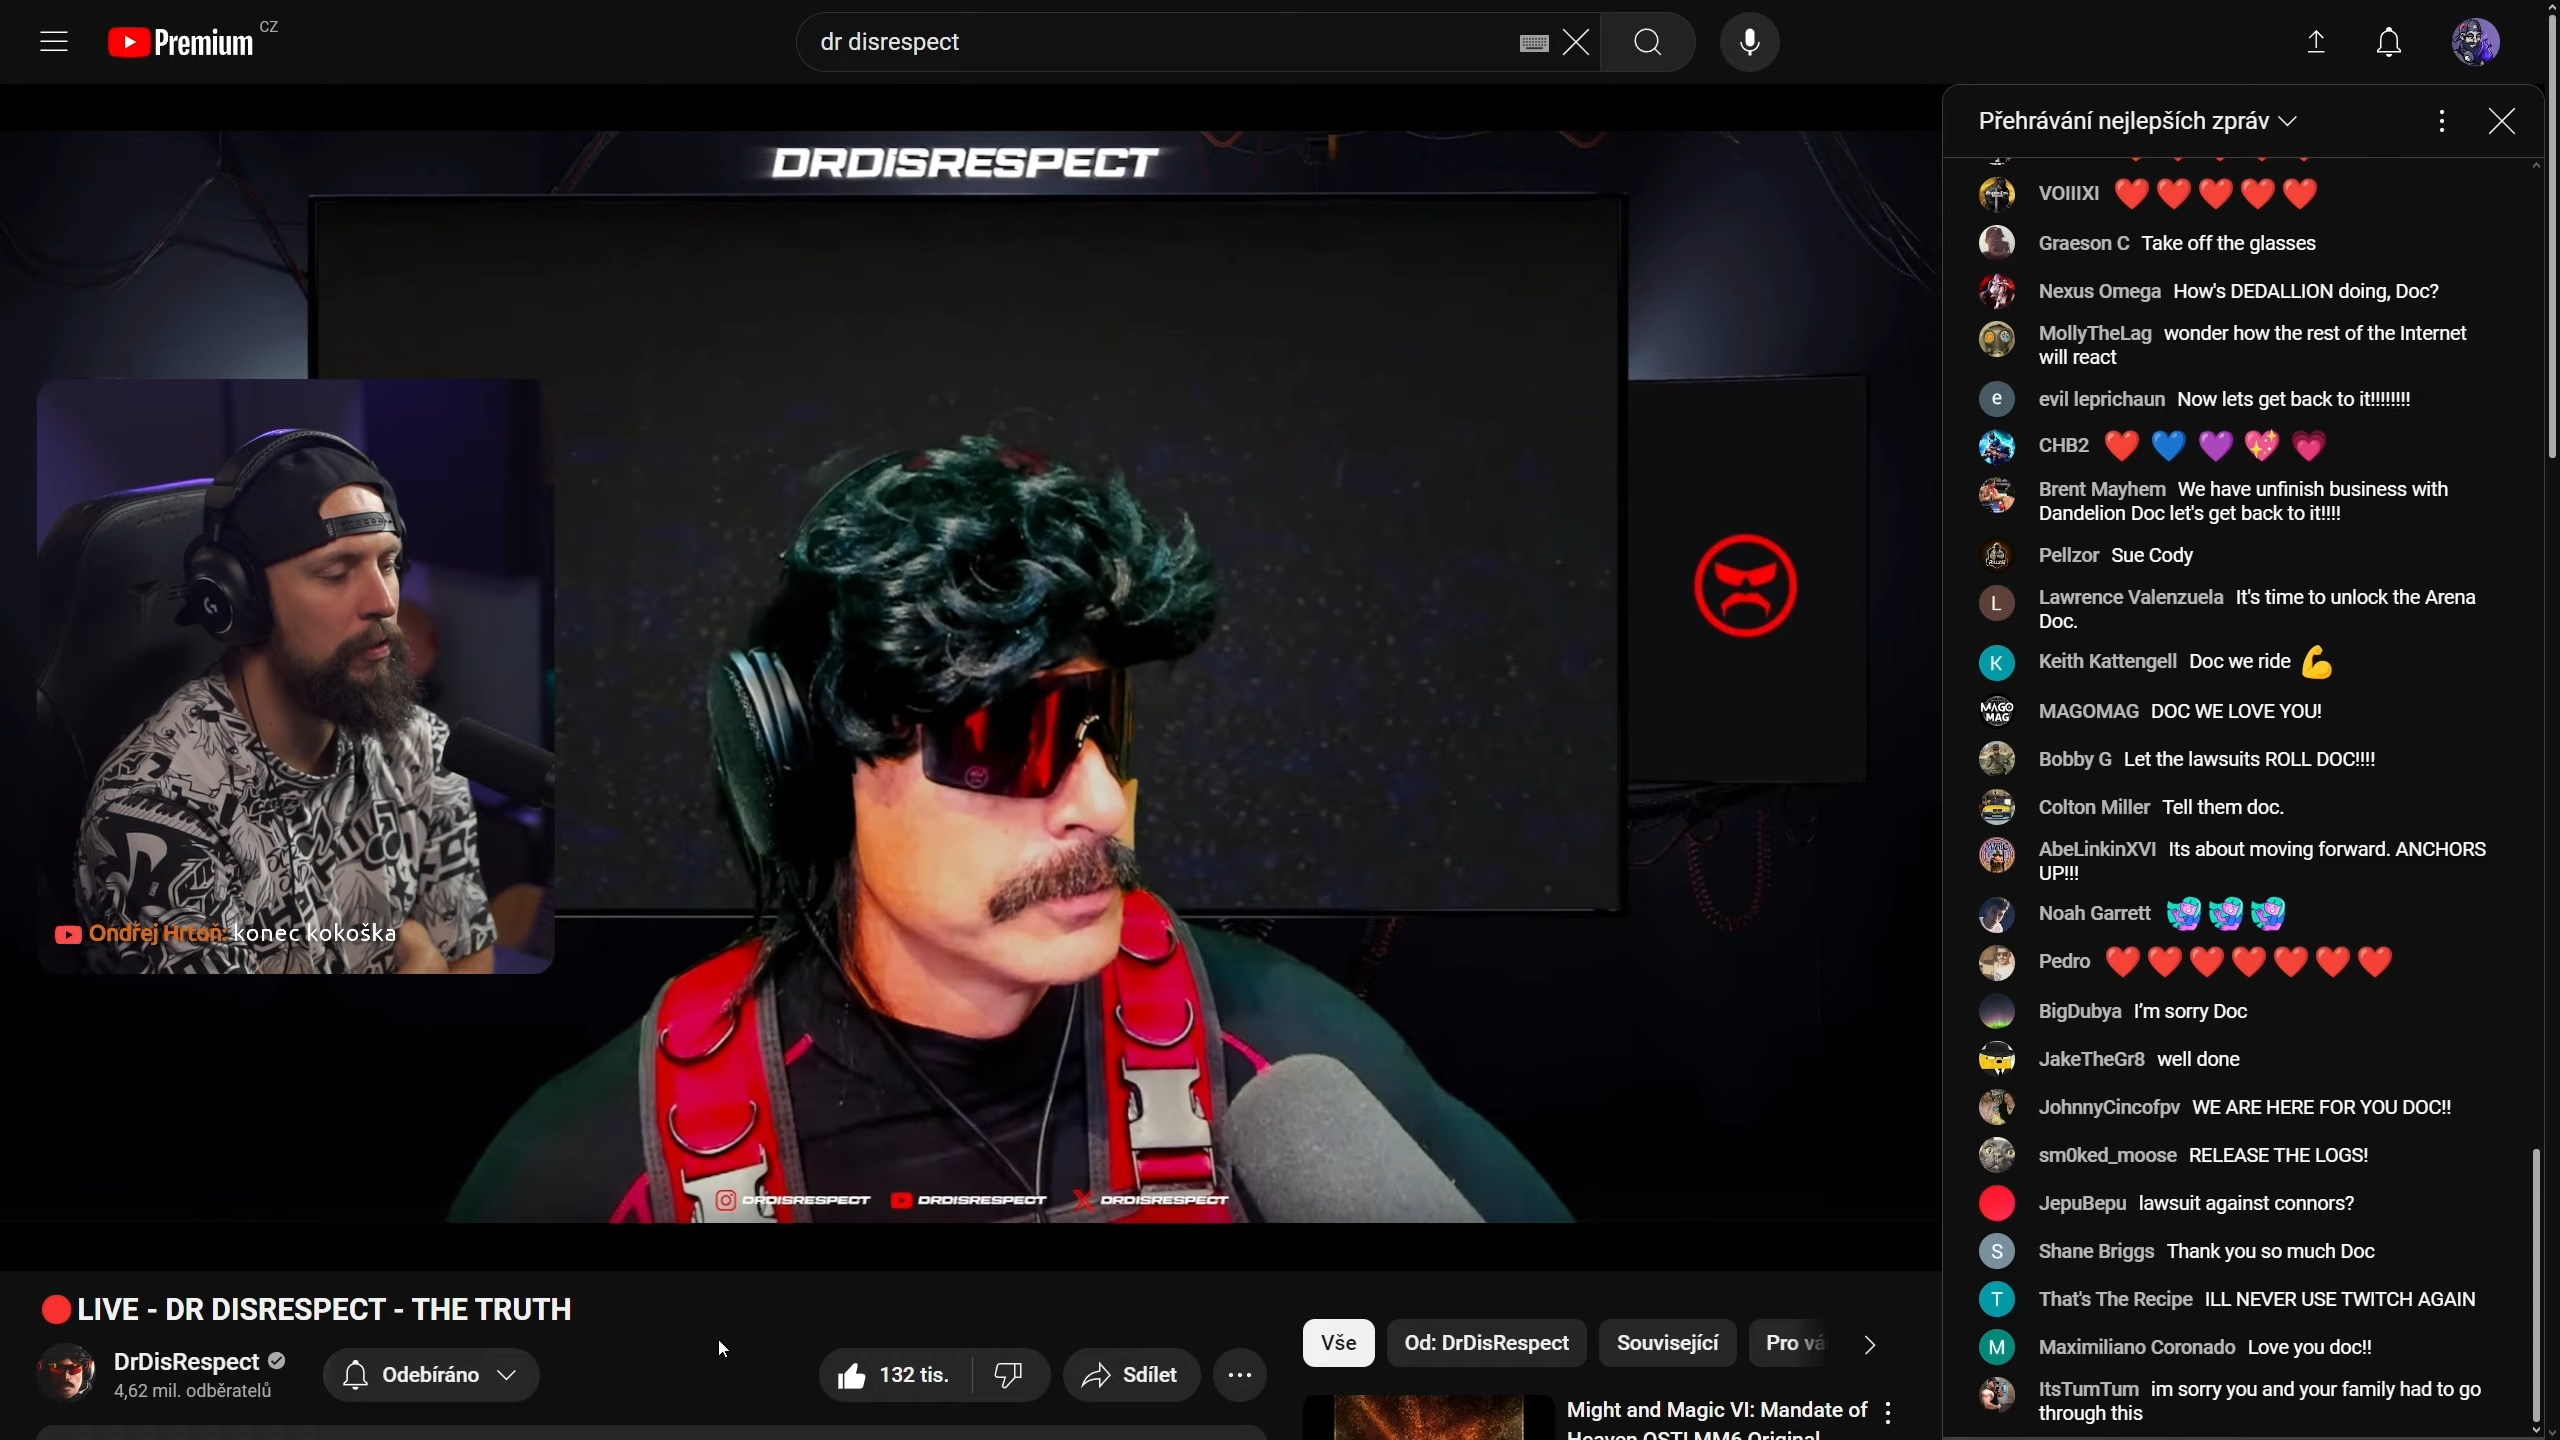 Premium CZ
dr disrespect
DRDISRESPECT
Ondřej Hrtoň: konec kokoška
DRDISRESPECT DRDISRESPECT DRDISRESPECT
LIVE - DR DISRESPECT - THE TRUTH
DrDisRespect
4,62 mil. odběratelů
Odebíráno
132 tis.
Sdílet
Vše
Od: DrDisRespect
Související
Pro vá
Might and Magic VI: Mandate of
Heaven OST| MM6 Original
Přehrávání nejlepších zpráv
VOIIIXI
Graeson C Take off the glasses
Nexus Omega How's DEDALLION doing, Doc?
MollyTheLag wonder how the rest of the Internet
will react
e evil leprichaun Now lets get back to it!!!!!!!!
CHB2
Brent Mayhem We have unfinish business with
Dandelion Doc let's get back to it!!!!
Pellzor Sue Cody
L Lawrence Valenzuela It's time to unlock the Arena
Doc.
K Keith Kattengell Doc we ride 💪
MAGO MAG MAGOMAG DOC WE LOVE YOU!
Bobby G Let the lawsuits ROLL DOC!!!!
Colton Miller Tell them doc.
AbeLinkinXVI Its about moving forward. ANCHORS
UP!!!
Noah Garrett
Pedro
BigDubya I’m sorry Doc
JakeTheGr8 well done
JohnnyCincofpv WE ARE HERE FOR YOU DOC!!
sm0ked_moose RELEASE THE LOGS!
JepuBepu lawsuit against connors?
S Shane Briggs Thank you so much Doc
T That's The Recipe ILL NEVER USE TWITCH AGAIN
M Maximiliano Coronado Love you doc!!
ItsTumTum im sorry you and your family had to go
through this